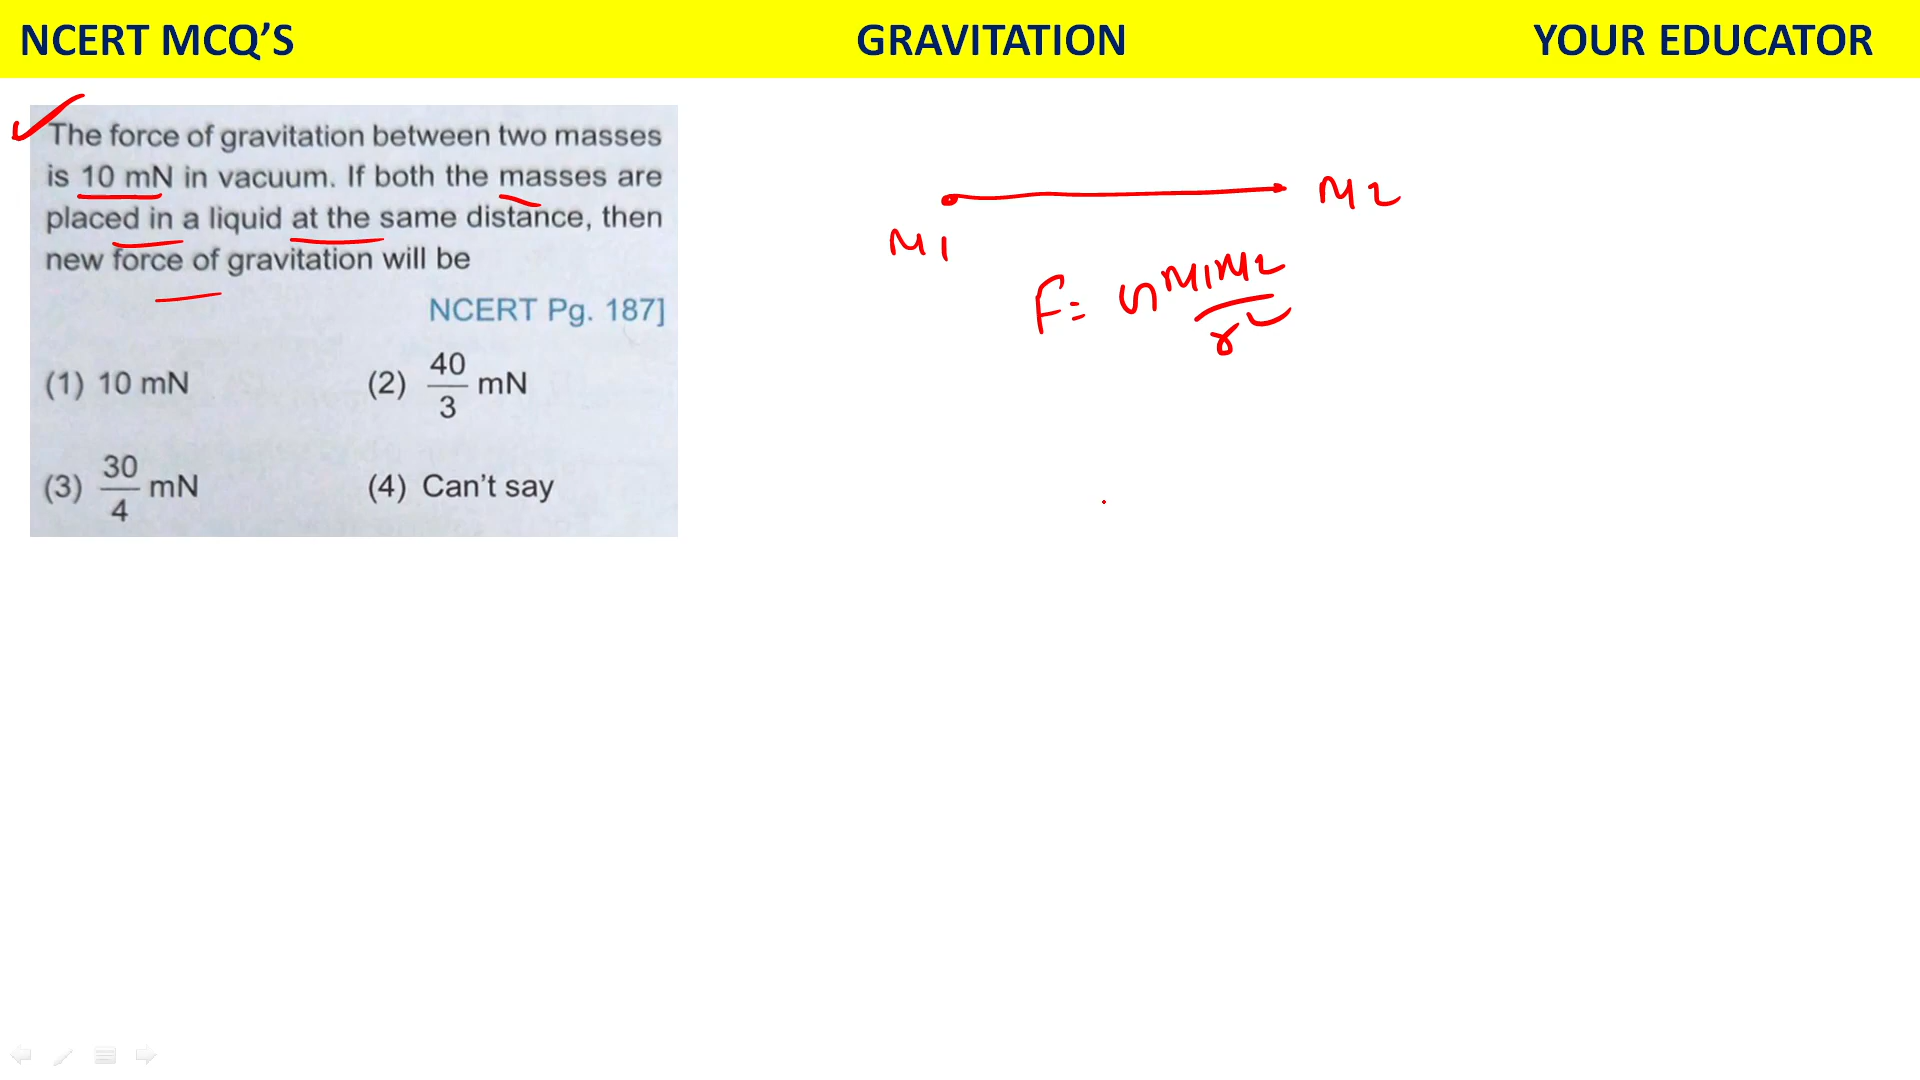 NCERT MCQ’S GRAVITATION YOUR EDUCATOR
The force of gravitation between two masses
is 10 mN in vacuum. If both the masses are
placed in a liquid at the same distance, then
new force of gravitation will be
NCERT Pg. 187]
(1) 10 mN (2) 40/3 mN
(3) 30/4 mN (4) Can’t say
M1 M2
F = G M1M2/r²